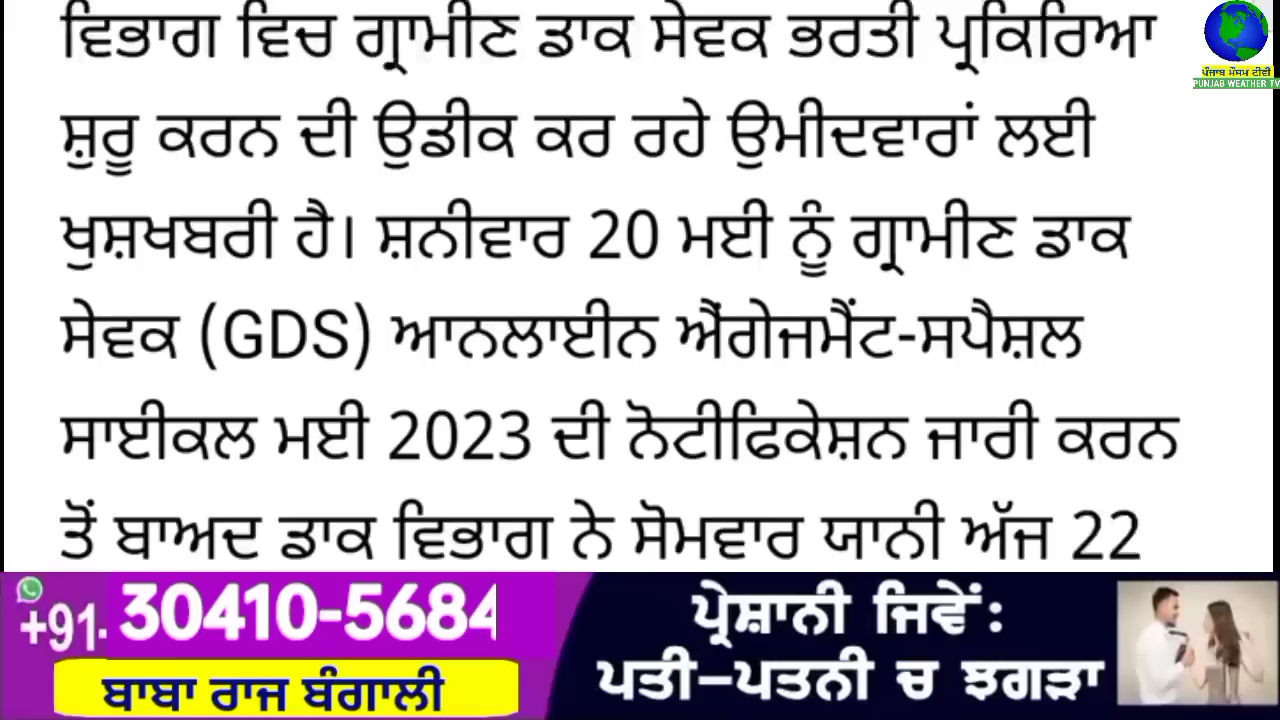 ਵਿਭਾਗ ਵਿਚ ਗ੍ਰਾਮੀਣ ਡਾਕ ਸੇਵਕ ਭਰਤੀ ਪ੍ਰਕਿਰਿਆ
ਸ਼ੁਰੂ ਕਰਨ ਦੀ ਉਡੀਕ ਕਰ ਰਹੇ ਉਮੀਦਵਾਰਾਂ ਲਈ
ਖੁਸ਼ਖਬਰੀ ਹੈ। ਸ਼ਨੀਵਾਰ 20 ਮਈ ਨੂੰ ਗ੍ਰਾਮੀਣ ਡਾਕ
ਸੇਵਕ (GDS) ਆਨਲਾਈਨ ਐਂਗੇਜਮੈਂਟ-ਸਪੈਸ਼ਲ
ਸਾਈਕਲ ਮਈ 2023 ਦੀ ਨੋਟੀਫਿਕੇਸ਼ਨ ਜਾਰੀ ਕਰਨ
ਤੋਂ ਬਾਅਦ ਡਾਕ ਵਿਭਾਗ ਨੇ ਸੋਮਵਾਰ ਯਾਨੀ ਅੱਜ 22
ਪੰਜਾਬ ਮੌਸਮ ਟੀਵੀ
PUNJAB WEATHER TV
+91- 30410-5684
ਬਾਬਾ ਰਾਜ ਬੰਗਾਲੀ
ਪ੍ਰੇਸ਼ਾਨੀ ਜਿਵੇਂ:
ਪਤੀ-ਪਤਨੀ ਚ ਝਗੜਾ